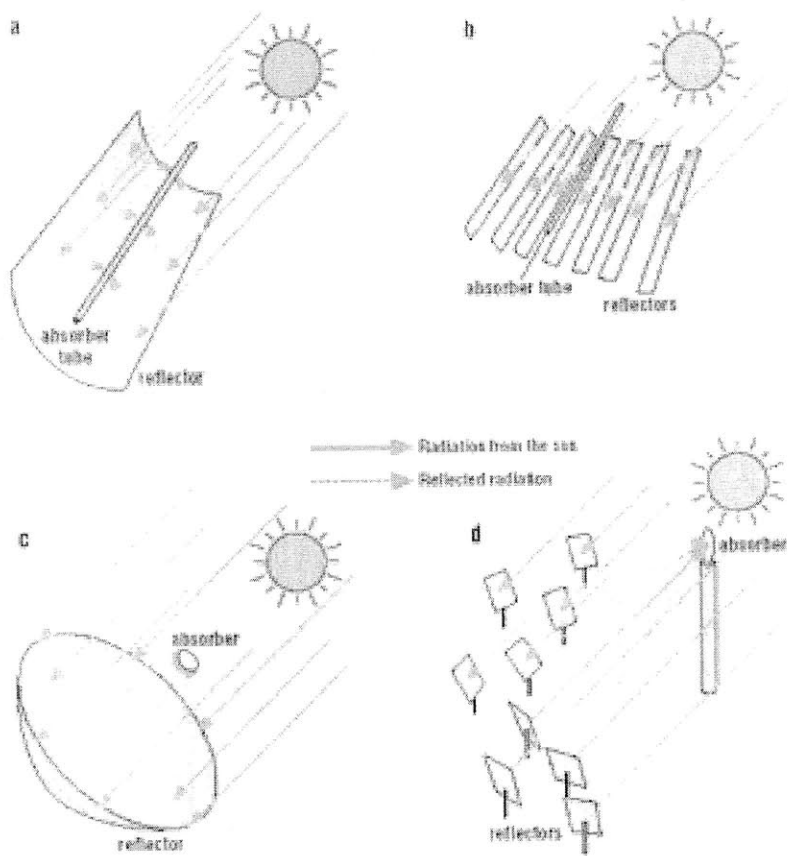 a
absorber
tube
reflector
b
absorber tube
reflectors
Radiation from the sun
Reflected radiation
c
absorber
reflector
d
absorber
reflectors